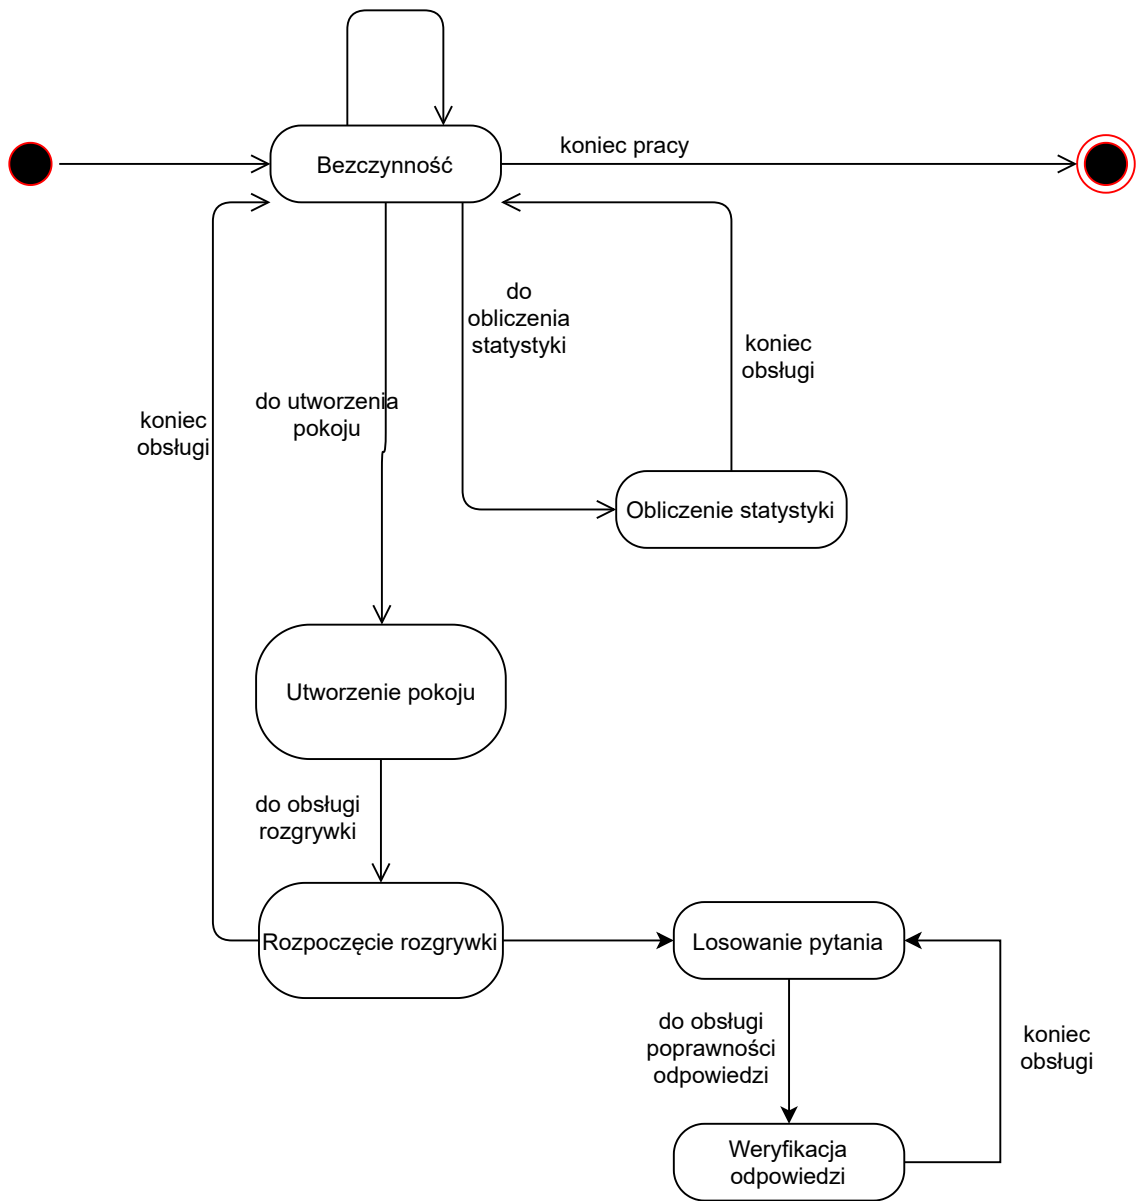 koniec pracy
Bezczynność
do
obliczenia
statystyki
koniec
obsługi
do utworzenia
pokoju
koniec
obsługi
Obliczenie statystyki
Utworzenie pokoju
do obsługi
rozgrywki
Rozpoczęcie rozgrywki
Losowanie pytania
do obsługi
poprawności
odpowiedzi
koniec
obsługi
Weryfikacja
odpowiedzi